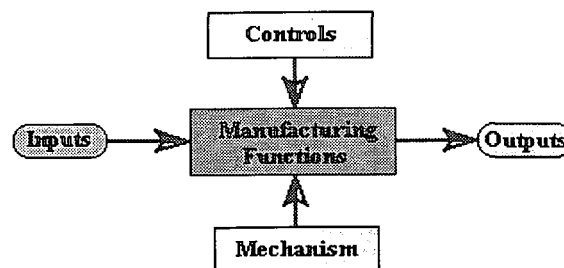 Controls
Inputs
Manufacturing
Functions
Outputs
Mechanism